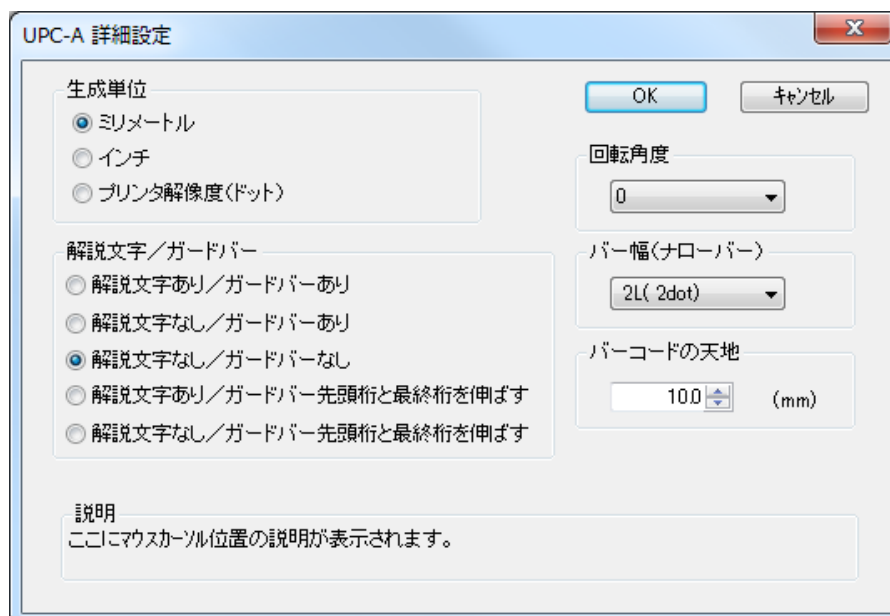 UPC-A 詳細設定
生成単位
ミリメートル
インチ
プリンタ解像度(ドット)
OK
キャンセル
回転角度
0
解説文字／ガードバー
解説文字あり／ガードバーあり
解説文字なし／ガードバーあり
解説文字なし／ガードバーなし
解説文字あり／ガードバー先頭桁と最終桁を伸ばす
解説文字なし／ガードバー先頭桁と最終桁を伸ばす
バー幅(ナローバー)
2L( 2dot)
バーコードの天地
10.0 (mm)
説明
ここにマウスカーソル位置の説明が表示されます。